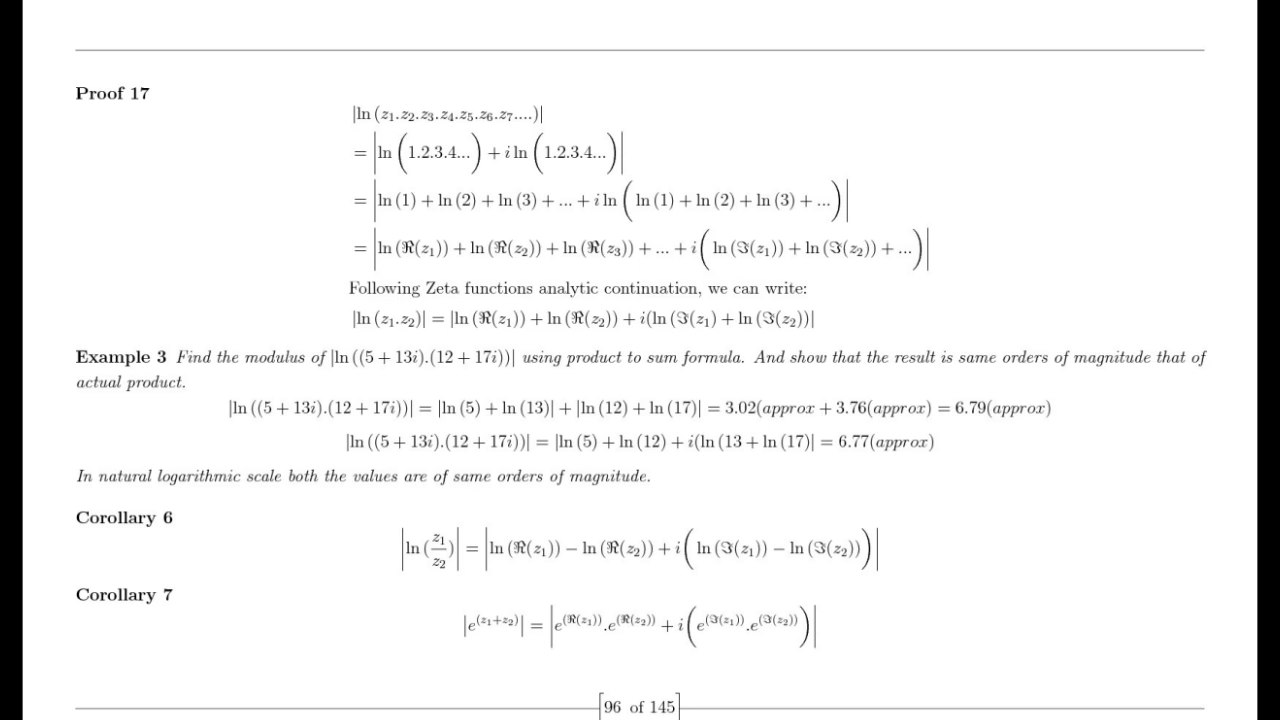 Proof 17
|ln (z₁.z₂.z₃.z₄.z₅.z₆.z₇....)|
= |ln (1.2.3.4...) + i ln (1.2.3.4...)|
= |ln (1) + ln (2) + ln (3) + ... + i ln ( ln (1) + ln (2) + ln (3) + ...)|
= |ln (ℜ(z₁)) + ln (ℜ(z₂)) + ln (ℜ(z₃)) + ... + i( ln (ℑ(z₁)) + ln (ℑ(z₂)) + ...)|
Following Zeta functions analytic continuation, we can write:
|ln (z₁.z₂)| = |ln (ℜ(z₁)) + ln (ℜ(z₂)) + i(ln (ℑ(z₁) + ln (ℑ(z₂))|
Example 3 Find the modulus of |ln ((5 + 13i).(12 + 17i))| using product to sum formula. And show that the result is same orders of magnitude that of
actual product.
|ln ((5 + 13i).(12 + 17i))| = |ln (5) + ln (13)| + |ln (12) + ln (17)| = 3.02(approx + 3.76(approx) = 6.79(approx)
|ln ((5 + 13i).(12 + 17i))| = |ln (5) + ln (12) + i(ln (13 + ln (17)| = 6.77(approx)
In natural logarithmic scale both the values are of same orders of magnitude.
Corollary 6
|ln (z₁/z₂)| = |ln (ℜ(z₁)) − ln (ℜ(z₂)) + i( ln (ℑ(z₁)) − ln (ℑ(z₂)))|
Corollary 7
|e^(z₁+z₂)| = |e^(ℜ(z₁)).e^(ℜ(z₂)) + i(e^(ℑ(z₁)).e^(ℑ(z₂)))|
96 of 145